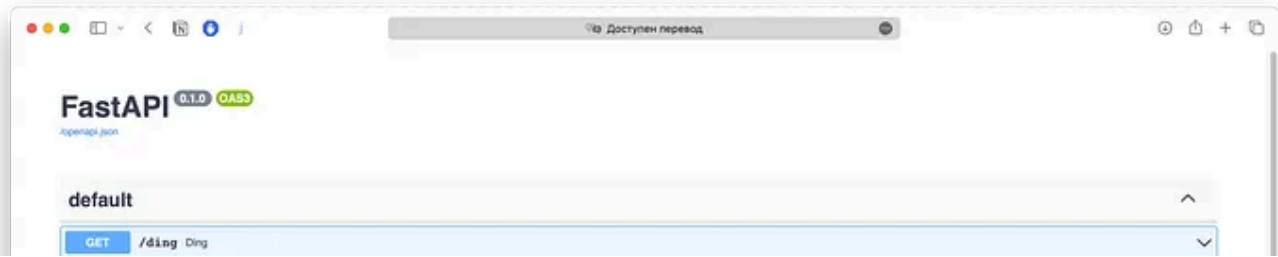 Доступен перевод
FastAPI 0.1.0 OAS3
/openapi.json
default
GET /ding Ding